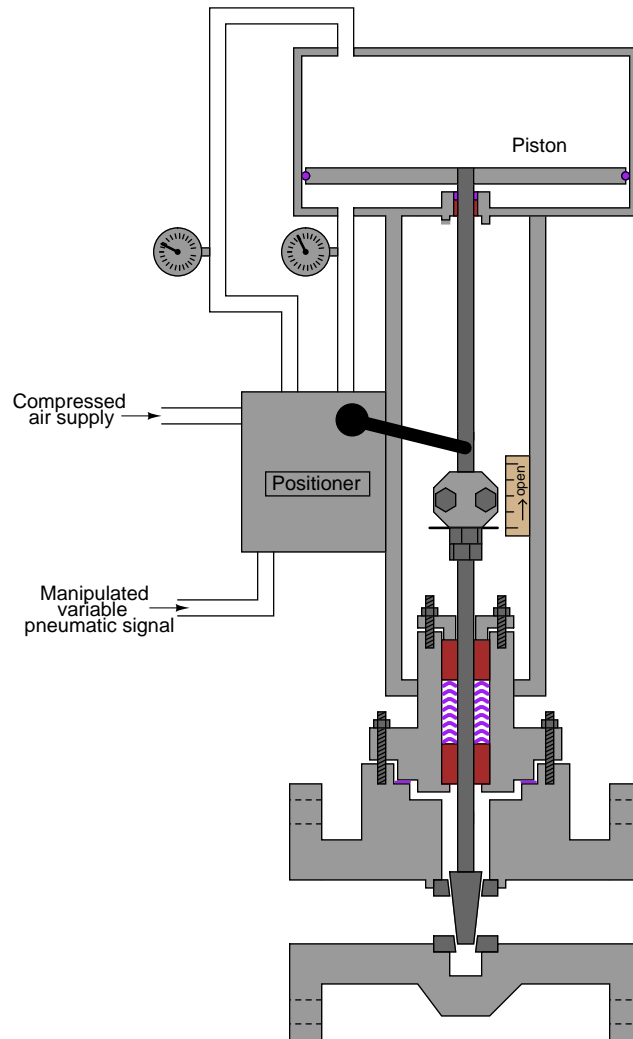 Piston
Compressed
air supply
Positioner
open
Manipulated
variable
pneumatic signal